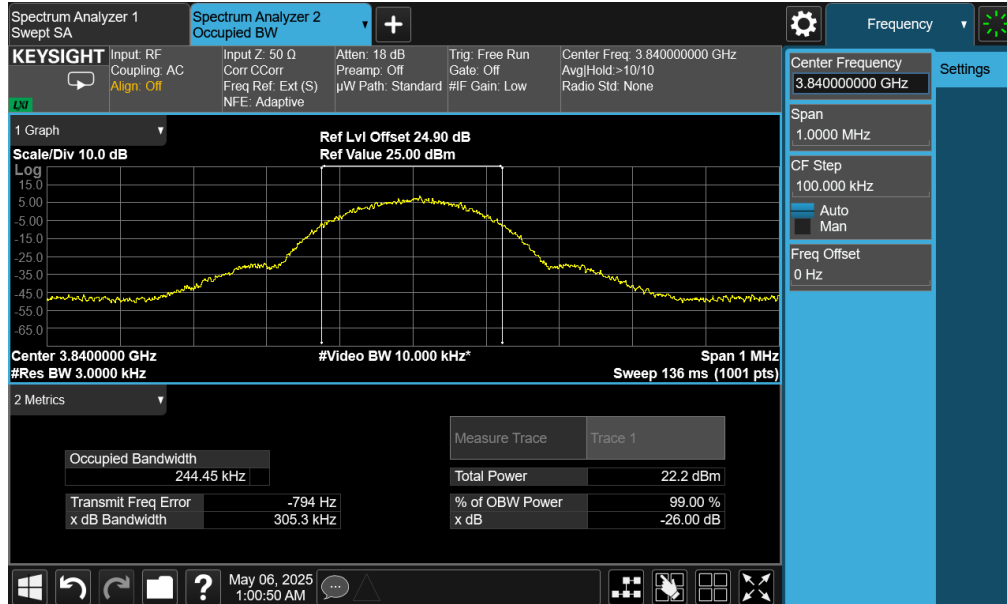 Spectrum Analyzer 1
Swept SA
Spectrum Analyzer 2
Occupied BW
Frequency
KEYSIGHT
LXI
Input: RF
Coupling: AC
Align: Off
Input Z: 50 Ω
Corr CCorr
Freq Ref: Ext (S)
NFE: Adaptive
Atten: 18 dB
Preamp: Off
µW Path: Standard
Trig: Free Run
Gate: Off
#IF Gain: Low
Center Freq: 3.840000000 GHz
Avg|Hold:>10/10
Radio Std: None
Center Frequency
3.840000000 GHz
Settings
Span
1.0000 MHz
CF Step
100.000 kHz
Auto
Man
Freq Offset
0 Hz
1 Graph
Scale/Div 10.0 dB
Ref Lvl Offset 24.90 dB
Ref Value 25.00 dBm
Log
15.0
5.00
-5.00
-15.0
-25.0
-35.0
-45.0
-55.0
-65.0
Center 3.8400000 GHz
#Res BW 3.0000 kHz
#Video BW 10.000 kHz*
Span 1 MHz
Sweep 136 ms (1001 pts)
2 Metrics
Measure Trace Trace 1
Occupied Bandwidth
244.45 kHz
Total Power 22.2 dBm
Transmit Freq Error -794 Hz
% of OBW Power 99.00 %
x dB Bandwidth 305.3 kHz
x dB -26.00 dB
?
May 06, 2025
1:00:50 AM